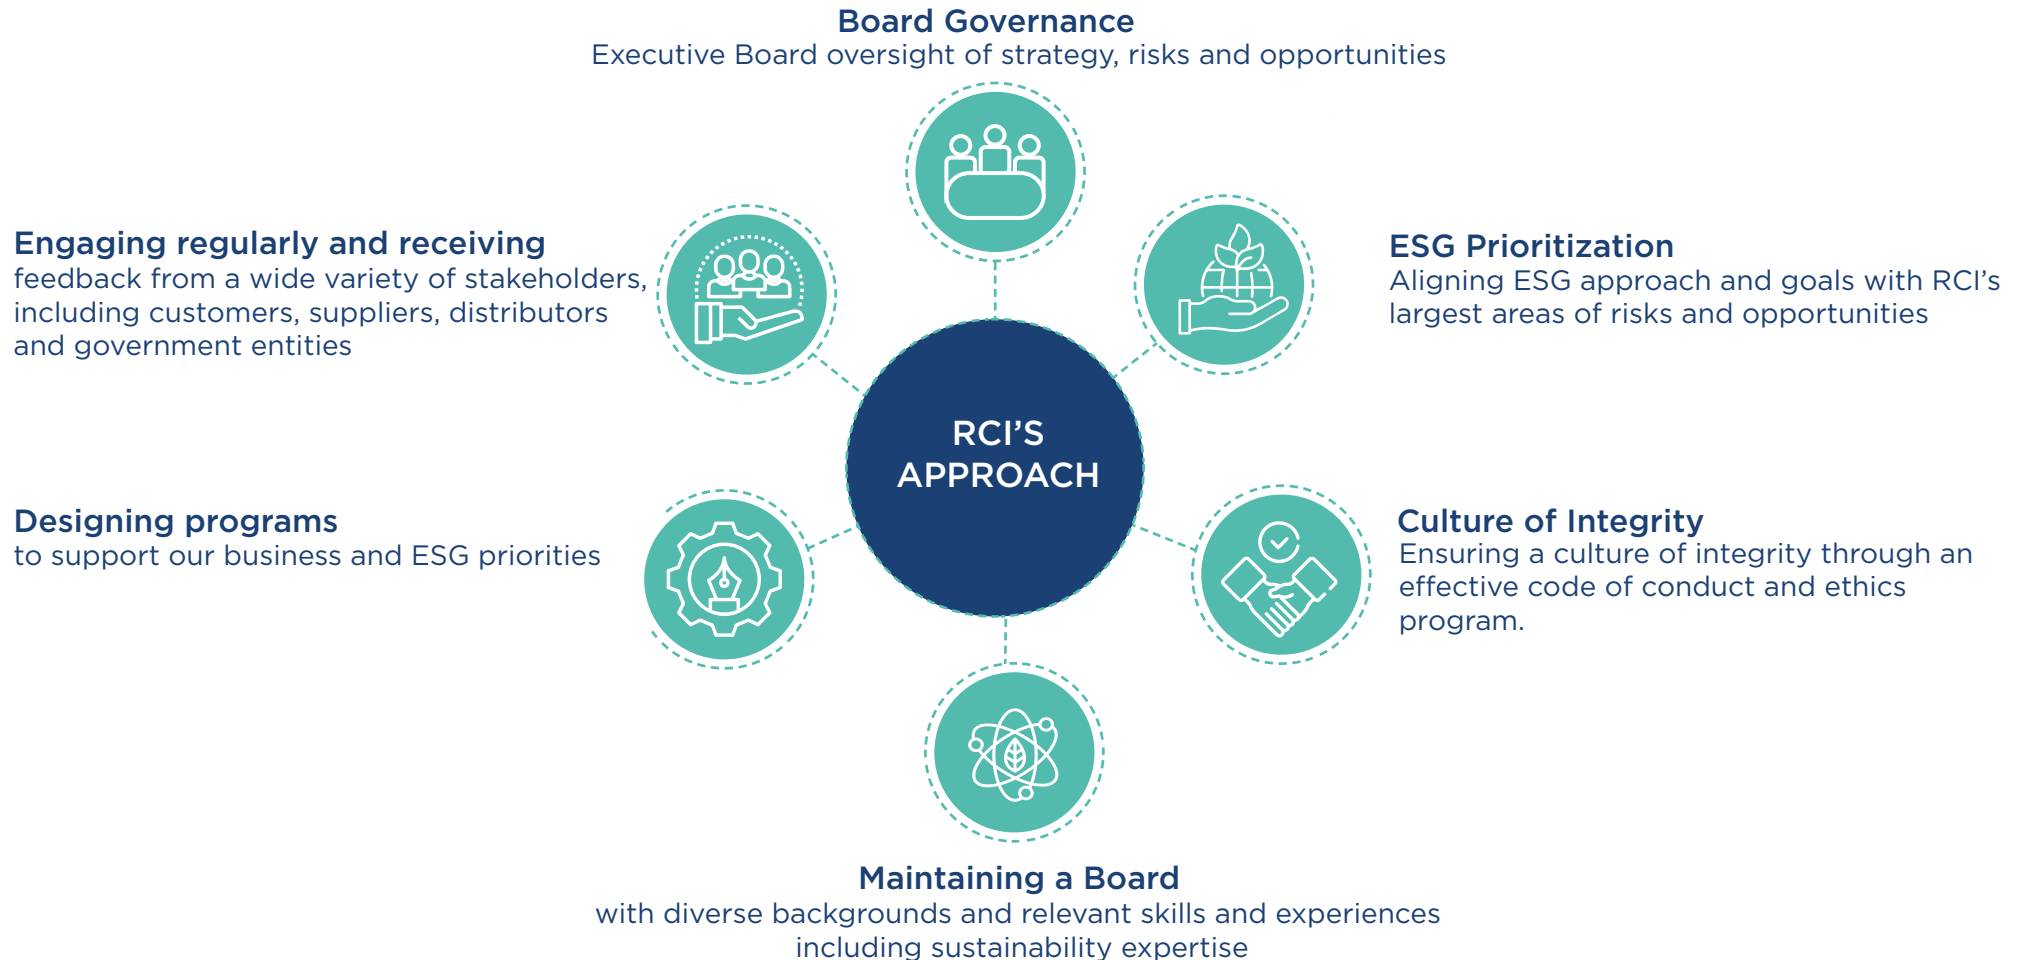 Board Governance
Executive Board oversight of strategy, risks and opportunities
Engaging regularly and receiving
feedback from a wide variety of stakeholders,
including customers, suppliers, distributors
and government entities
ESG Prioritization
Aligning ESG approach and goals with RCI’s
largest areas of risks and opportunities
RCI’S
APPROACH
Designing programs
to support our business and ESG priorities
Culture of Integrity
Ensuring a culture of integrity through an
effective code of conduct and ethics
program.
Maintaining a Board
with diverse backgrounds and relevant skills and experiences
including sustainability expertise